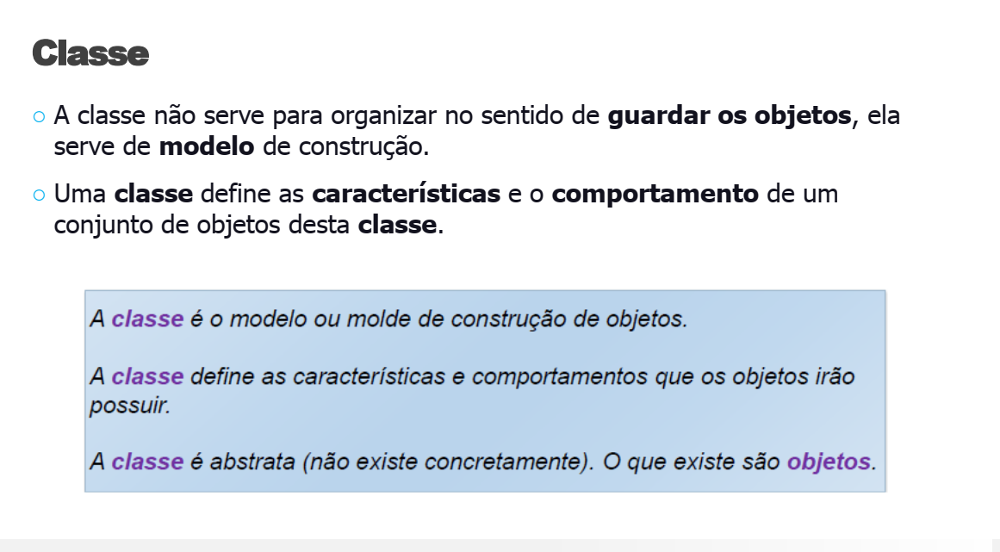 Classe
A classe não serve para organizar no sentido de guardar os objetos, ela
serve de modelo de construção.
Uma classe define as características e o comportamento de um
conjunto de objetos desta classe.
A classe é o modelo ou molde de construção de objetos.
A classe define as características e comportamentos que os objetos irão
possuir.
A classe é abstrata (não existe concretamente). O que existe são objetos.